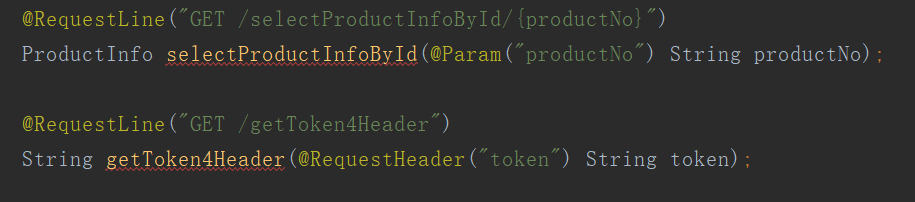 @RequestLine("GET /selectProductInfoById/{productNo}")
ProductInfo selectProductInfoById(@Param("productNo") String productNo);
@RequestLine("GET /getToken4Header")
String getToken4Header(@RequestHeader("token") String token);